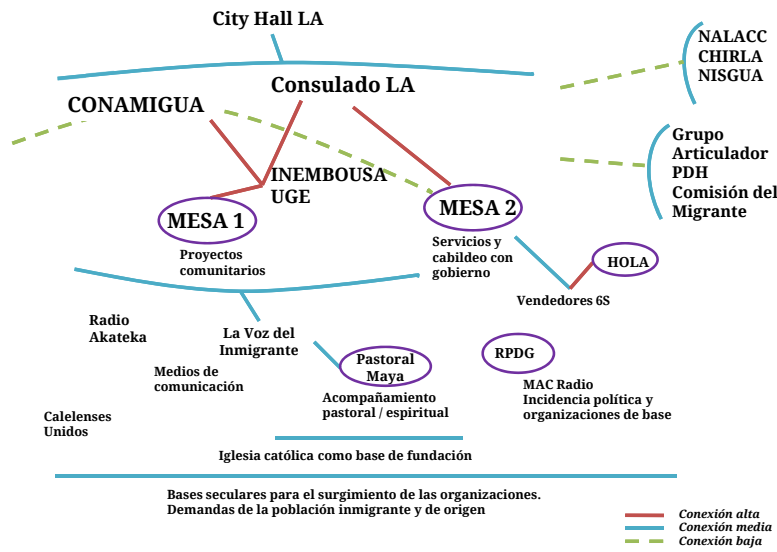 City Hall LA
NALACC
CHIRLA
NISGUA
Consulado LA
CONAMIGUA
Grupo
Articulador
PDH
Comisión del
Migrante
INEMBOUSA
UGE
MESA 1
MESA 2
Proyectos
comunitarios
Servicios y
cabildeo con
gobierno
HOLA
Vendedores 6S
Radio
Akateka
La Voz del
Inmigrante
Medios de
comunicación
Pastoral
Maya
RPDG
Acompañamiento
pastoral / espiritual
MAC Radio
Incidencia política y
organizaciones de base
Calelenses
Unidos
Iglesia católica como base de fundación
Bases seculares para el surgimiento de las organizaciones.
Demandas de la población inmigrante y de origen
Conexión alta
Conexión media
Conexión baja